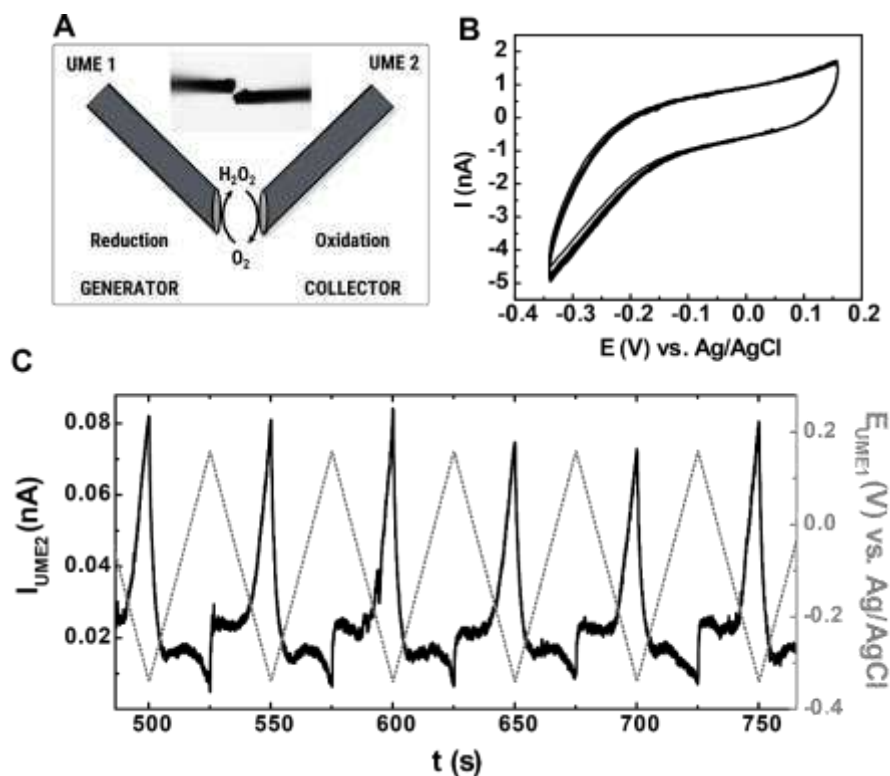 A
UME 1
UME 2
H₂O₂
Reduction
Oxidation
O₂
GENERATOR
COLLECTOR
B
I (nA)
2
1
0
-1
-2
-3
-4
-5
-0.4
-0.3
-0.2
-0.1
0.0
0.1
0.2
E (V) vs. Ag/AgCl
C
I_UME2 (nA)
0.08
0.06
0.04
0.02
0.2
0.0
-0.2
-0.4
E_UME1 (V) vs. Ag/AgCl
500
550
600
650
700
750
t (s)